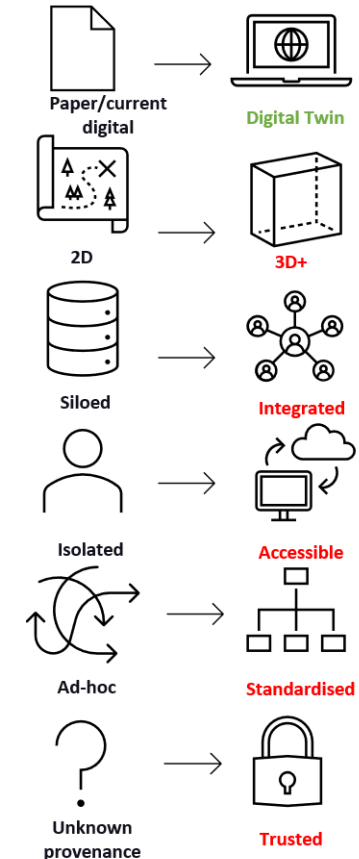 Paper/current
digital
Digital Twin
2D
3D+
Siloed
Integrated
Isolated
Accessible
Ad-hoc
Standardised
Unknown
provenance
Trusted